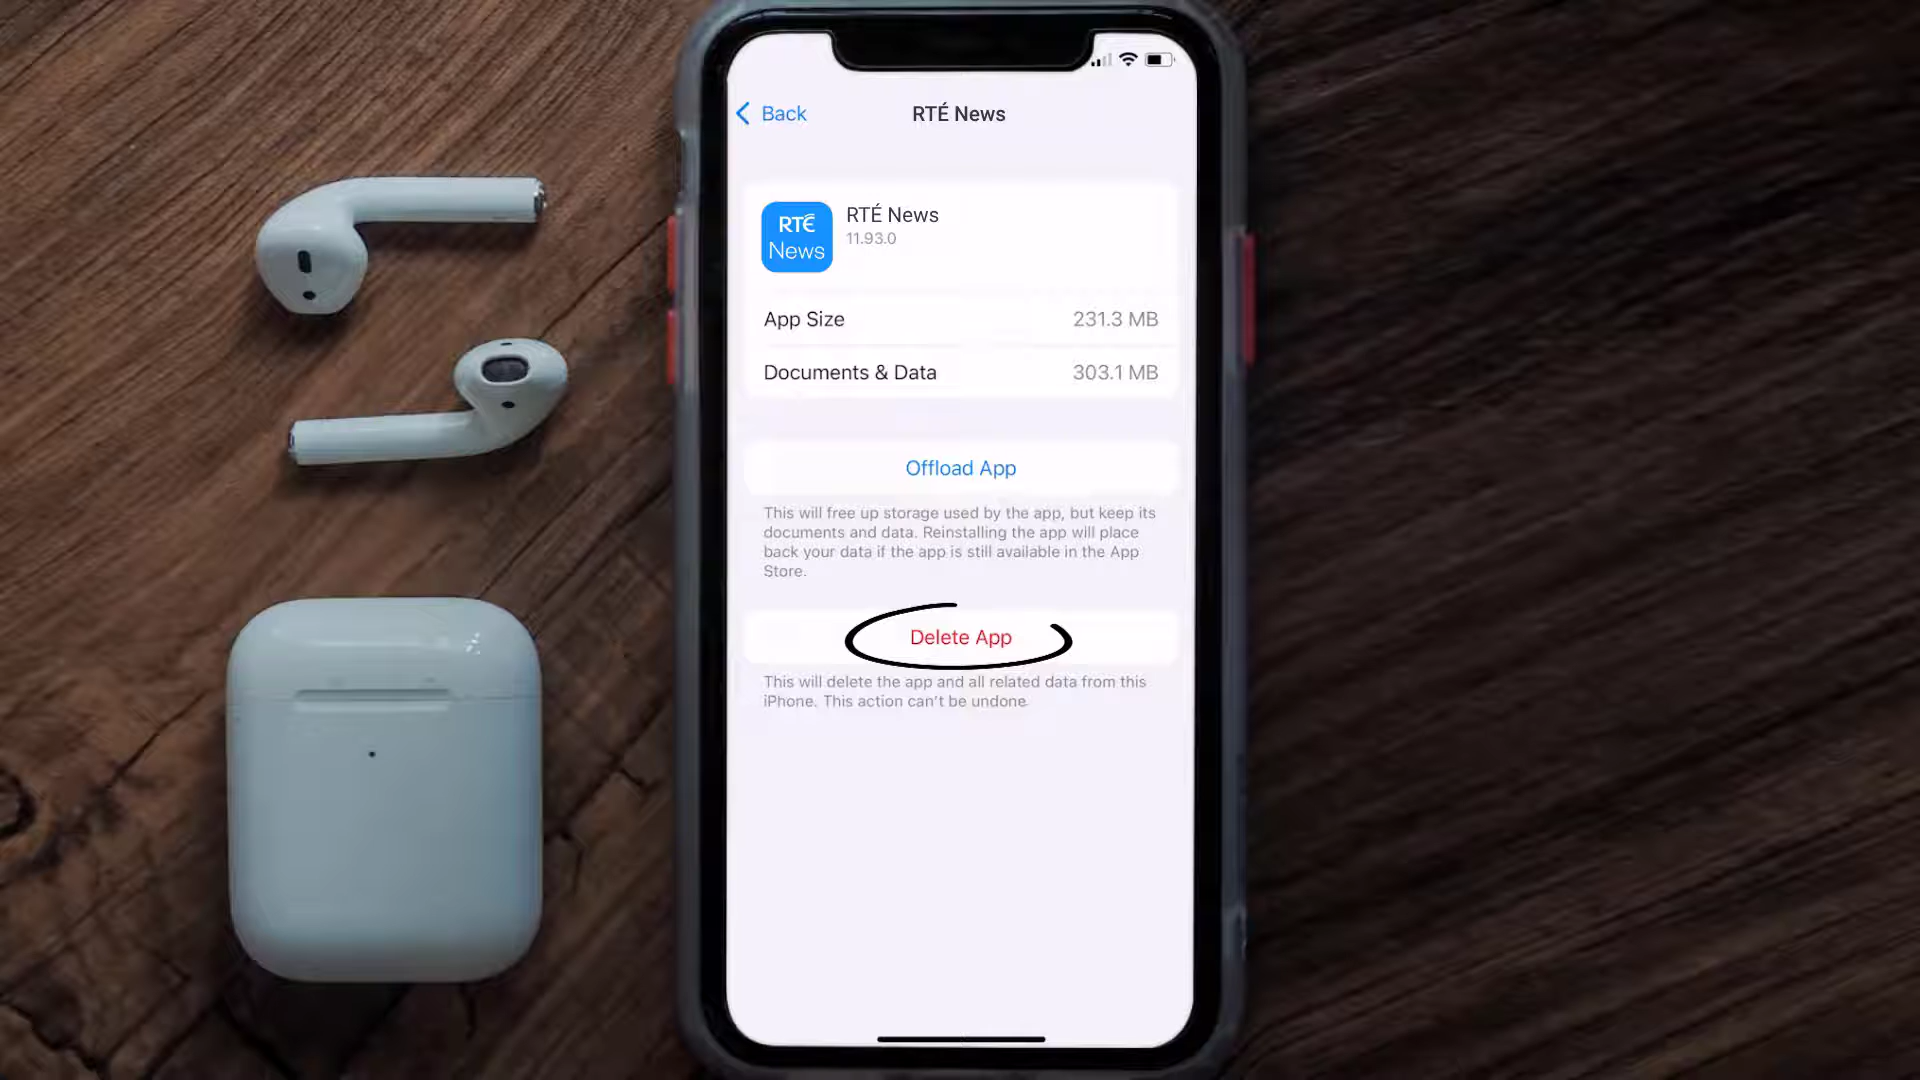 Back
RTÉ News
RTÉ
News
RTÉ News
11.93.0
App Size
231.3 MB
Documents & Data
303.1 MB
Offload App
This will free up storage used by the app, but keep its
documents and data. Reinstalling the app will place
back your data if the app is still available in the App
Store.
Delete App
This will delete the app and all related data from this
iPhone. This action can't be undone.